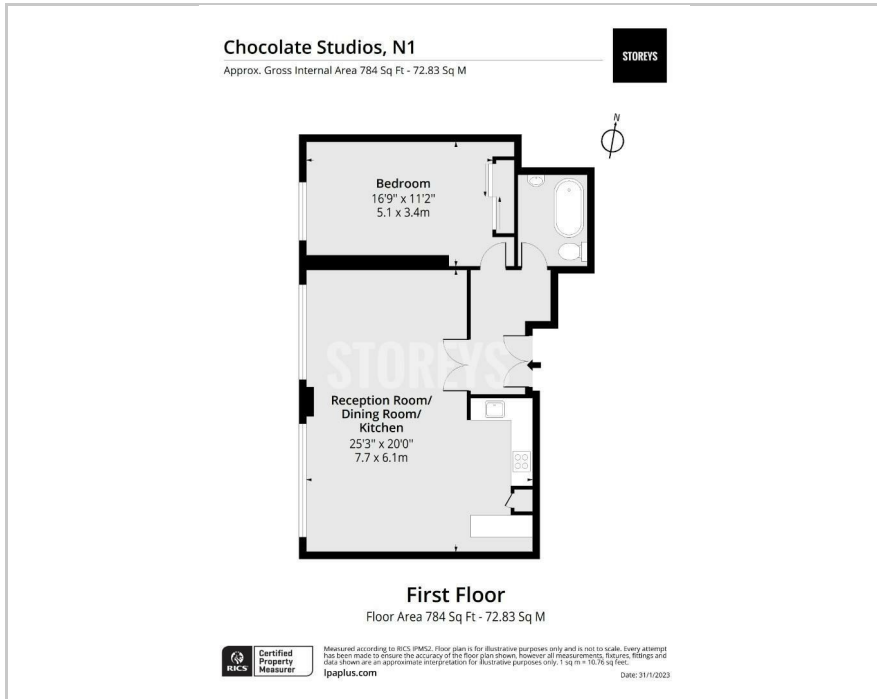 Chocolate Studios, N1
Approx. Gross Internal Area 784 Sq Ft - 72.83 Sq M
STOREYS
N
Bedroom
16'9" x 11'2"
5.1 x 3.4m
STOREYS
Reception Room/
Dining Room/
Kitchen
25'3" x 20'0"
7.7 x 6.1m
First Floor
Floor Area 784 Sq Ft - 72.83 Sq M
RICS
Certified
Property
Measurer
Measured according to RICS IPMS2. Floor plan is for illustrative purposes only and is not to scale. Every attempt
has been made to ensure the accuracy of the floor plan shown, however all measurements, fixtures, fittings and
data shown are an approximate interpretation for illustrative purposes only. 1 sq m = 10.76 sq feet.
lpaplus.com
Date: 31/1/2023